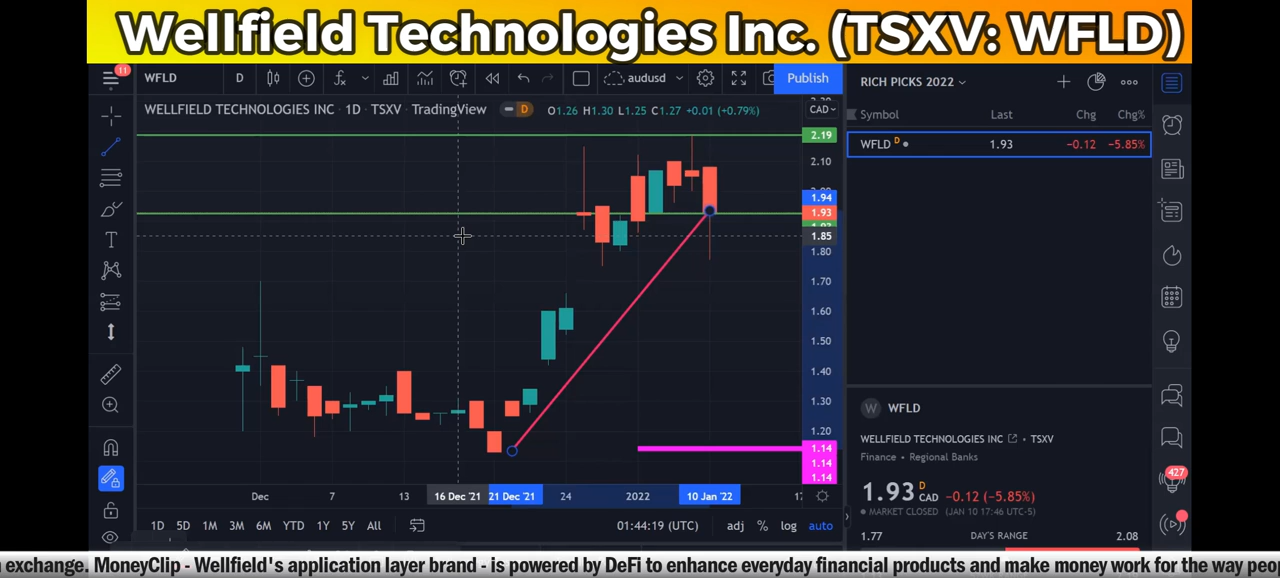 Wellfield Technologies Inc. (TSXV: WFLD)
11
WFLD D audusd Publish
WELLFIELD TECHNOLOGIES INC · 1D · TSXV · TradingView D O1.26 H1.30 L1.25 C1.27 +0.01 (+0.79%)
CAD
2.19
2.10
1.94
1.93
1.85
1.80
1.70
1.60
1.50
1.40
1.30
1.20
1.14
1.14
1.14
Dec 7 13 16 Dec '21 21 Dec '21 24 2022 10 Jan '22
1D 5D 1M 3M 6M YTD 1Y 5Y All 01:44:19 (UTC) adj % log auto
RICH PICKS 2022
Symbol Last Chg Chg%
WFLD D 1.93 −0.12 −5.85%
W WFLD
WELLFIELD TECHNOLOGIES INC · TSXV
Finance · Regional Banks
1.93 D CAD −0.12 (−5.85%)
MARKET CLOSED (JAN 10 17:46 UTC-5)
1.77 DAY'S RANGE 2.08
427
exchange. MoneyClip - Wellfield's application layer brand - is powered by DeFi to enhance everyday financial products and make money work for the way